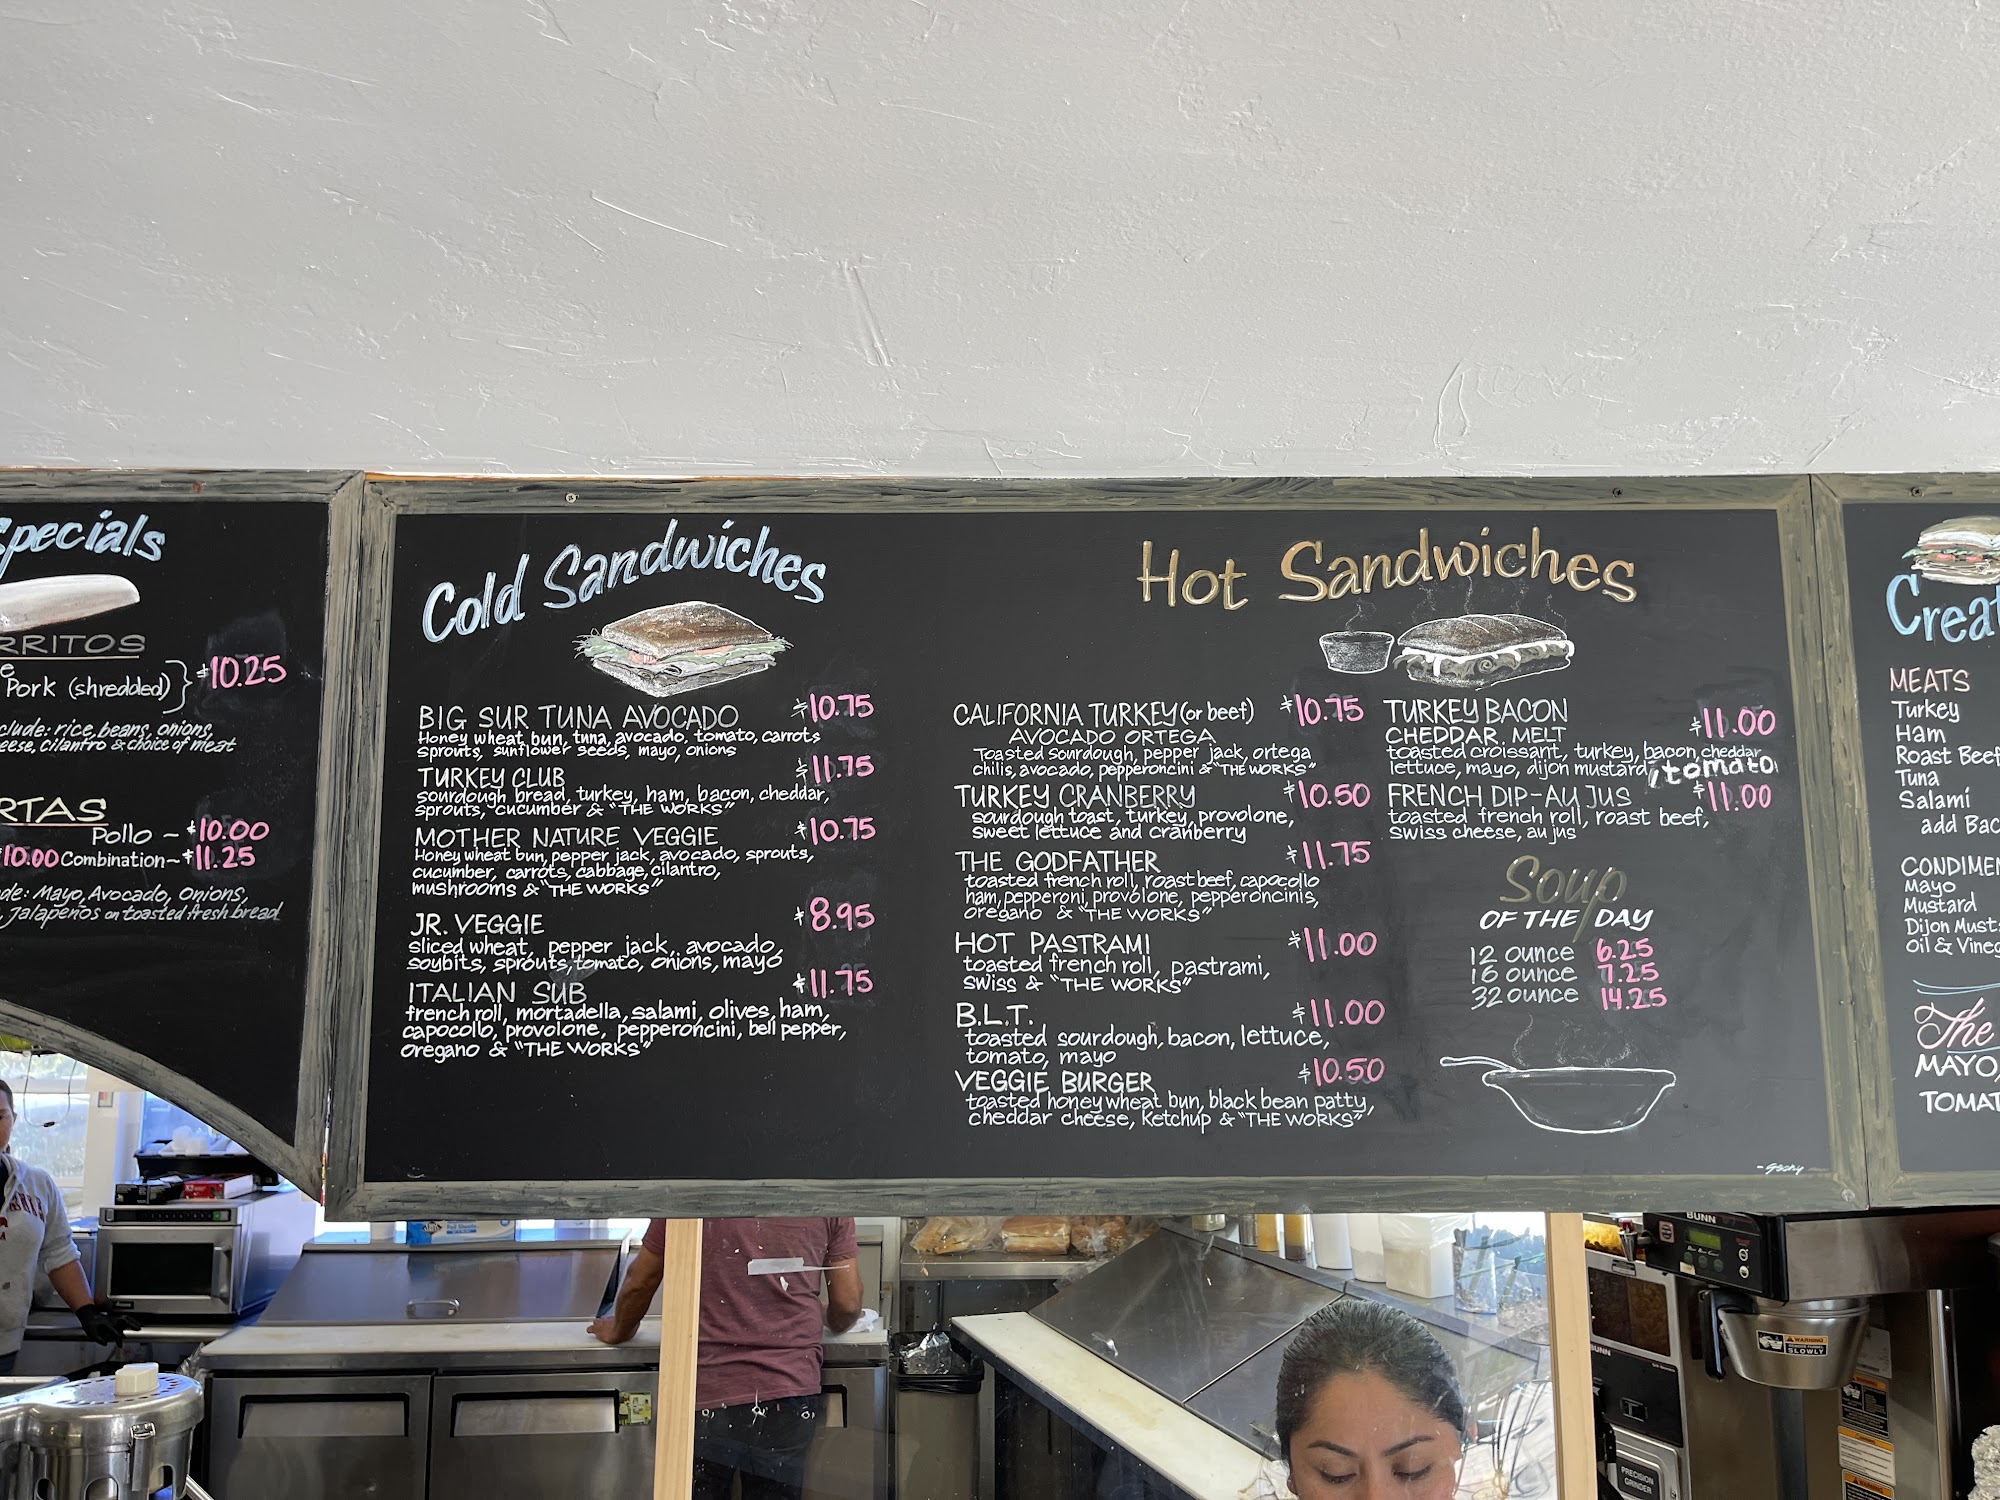 Specials
RRITOS
Pork (shredded)
$10.25
clude: rice, beans, onions,
eese, cilantro & choice of meat
RTAS
Pollo ~ $10.00
$10.00 Combination ~ $11.25
de: Mayo, Avocado, Onions,
, Jalapeños on toasted fresh bread
Cold Sandwiches
BIG SUR TUNA AVOCADO $10.75
Honey wheat bun, tuna, avocado, tomato, carrots
sprouts, sunflower seeds, mayo, onions
TURKEY CLUB $11.75
sourdough bread, turkey, ham, bacon, cheddar,
sprouts, cucumber & "THE WORKS"
MOTHER NATURE VEGGIE $10.75
Honey wheat bun, pepper jack, avocado, sprouts,
cucumber, carrots, cabbage, cilantro,
mushrooms & "THE WORKS"
JR. VEGGIE $8.95
sliced wheat, pepper jack, avocado,
soybits, sprouts, tomato, onions, mayo
ITALIAN SUB $11.75
french roll, mortadella, salami, olives, ham,
capocollo, provolone, pepperoncini, bell pepper,
oregano & "THE WORKS"
Hot Sandwiches
CALIFORNIA TURKEY (or beef) $10.75
AVOCADO ORTEGA
Toasted Sourdough, pepper jack, ortega
chilis, avocado, pepperoncini & "THE WORKS"
TURKEY CRANBERRY $10.50
sourdough toast, turkey, provolone,
sweet lettuce and cranberry
THE GODFATHER $11.75
toasted french roll, roast beef, capocollo
ham, pepperoni, provolone, pepperoncinis,
oregano & "THE WORKS"
HOT PASTRAMI $11.00
toasted french roll, pastrami,
swiss & "THE WORKS"
B.L.T. $11.00
toasted sourdough, bacon, lettuce,
tomato, mayo
VEGGIE BURGER $10.50
toasted honey wheat bun, black bean patty,
cheddar cheese, ketchup & "THE WORKS"
TURKEY BACON
CHEDDAR MELT $11.00
toasted croissant, turkey, bacon, cheddar
lettuce, mayo, dijon mustard, tomato
FRENCH DIP-AU JUS $11.00
toasted french roll, roast beef,
swiss cheese, au jus
Soup
OF THE DAY
12 ounce 6.25
16 ounce 7.25
32 ounce 14.25
Creat
MEATS
Turkey
Ham
Roast Beef
Tuna
Salami
add Bac
CONDIMEN
Mayo
Mustard
Dijon Must
Oil & Vineg
The
MAYO,
TOMAT
BUNN
WARNING
SLOWLY
BUNN
PRECISION
GRINDER